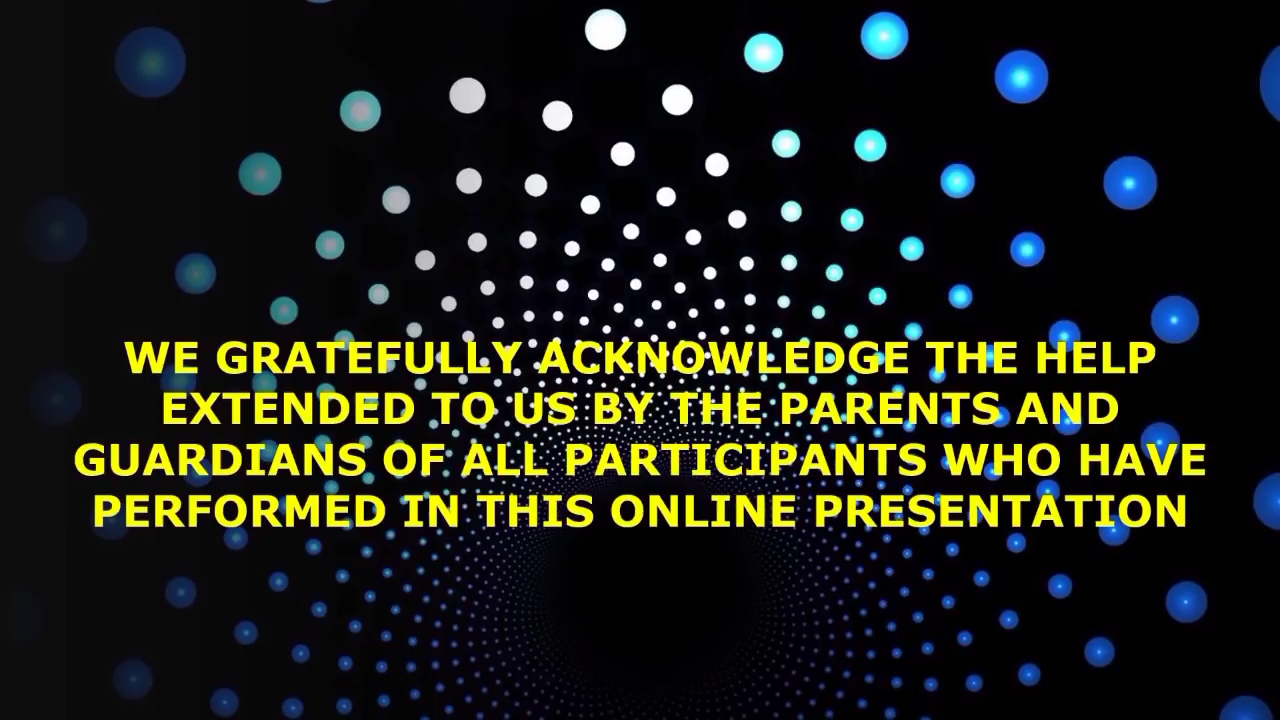 WE GRATEFULLY ACKNOWLEDGE THE HELP
EXTENDED TO US BY THE PARENTS AND
GUARDIANS OF ALL PARTICIPANTS WHO HAVE
PERFORMED IN THIS ONLINE PRESENTATION